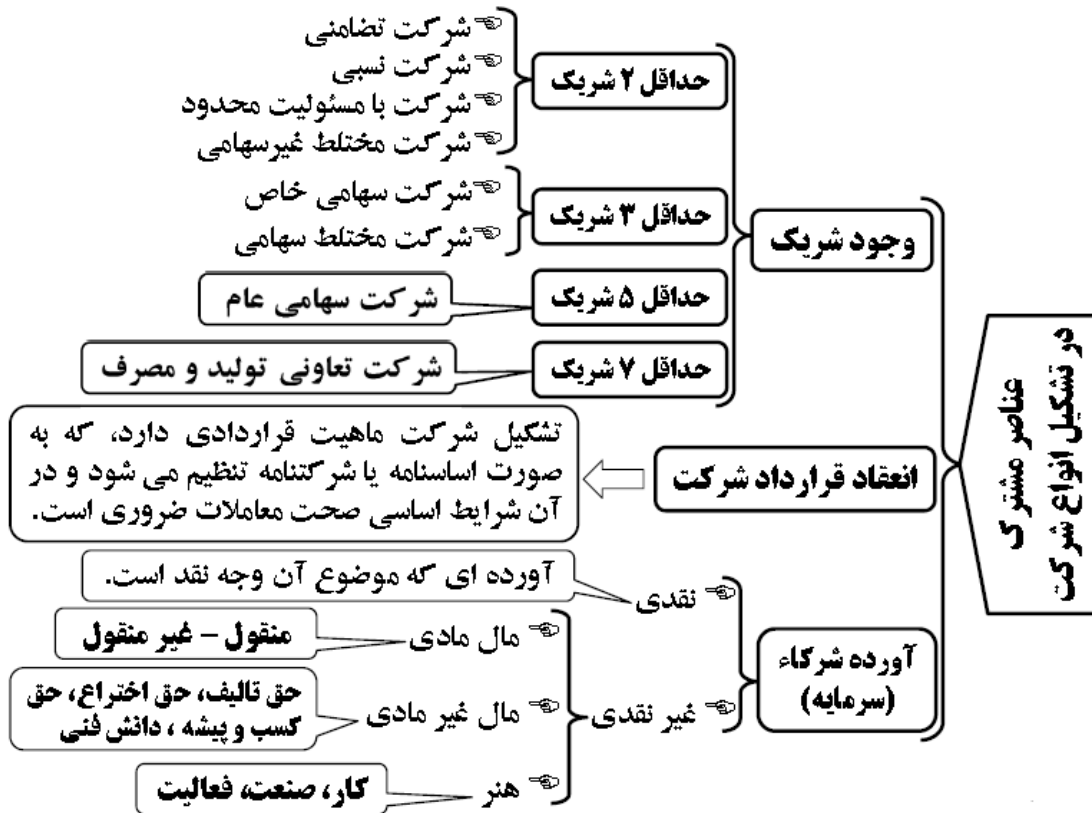 عناصر مشترک
در تشکیل انواع شرکت
وجود شریک
حداقل ۲ شریک
شرکت تضامنی
شرکت نسبی
شرکت با مسئولیت محدود
شرکت مختلط غیرسهامی
حداقل ۳ شریک
شرکت سهامی خاص
شرکت مختلط سهامی
حداقل ۵ شریک
شرکت سهامی عام
حداقل ۷ شریک
شرکت تعاونی تولید و مصرف
انعقاد قرارداد شرکت
تشکیل شرکت ماهیت قراردادی دارد، که به
صورت اساسنامه یا شرکتنامه تنظیم می شود و در
آن شرایط اساسی صحت معاملات ضروری است.
آورده شرکاء
(سرمایه)
نقدی
آورده ای که موضوع آن وجه نقد است.
غیر نقدی
مال مادی
منقول – غیر منقول
مال غیر مادی
حق تالیف، حق اختراع، حق
کسب و پیشه ، دانش فنی
هنر
کار، صنعت، فعالیت